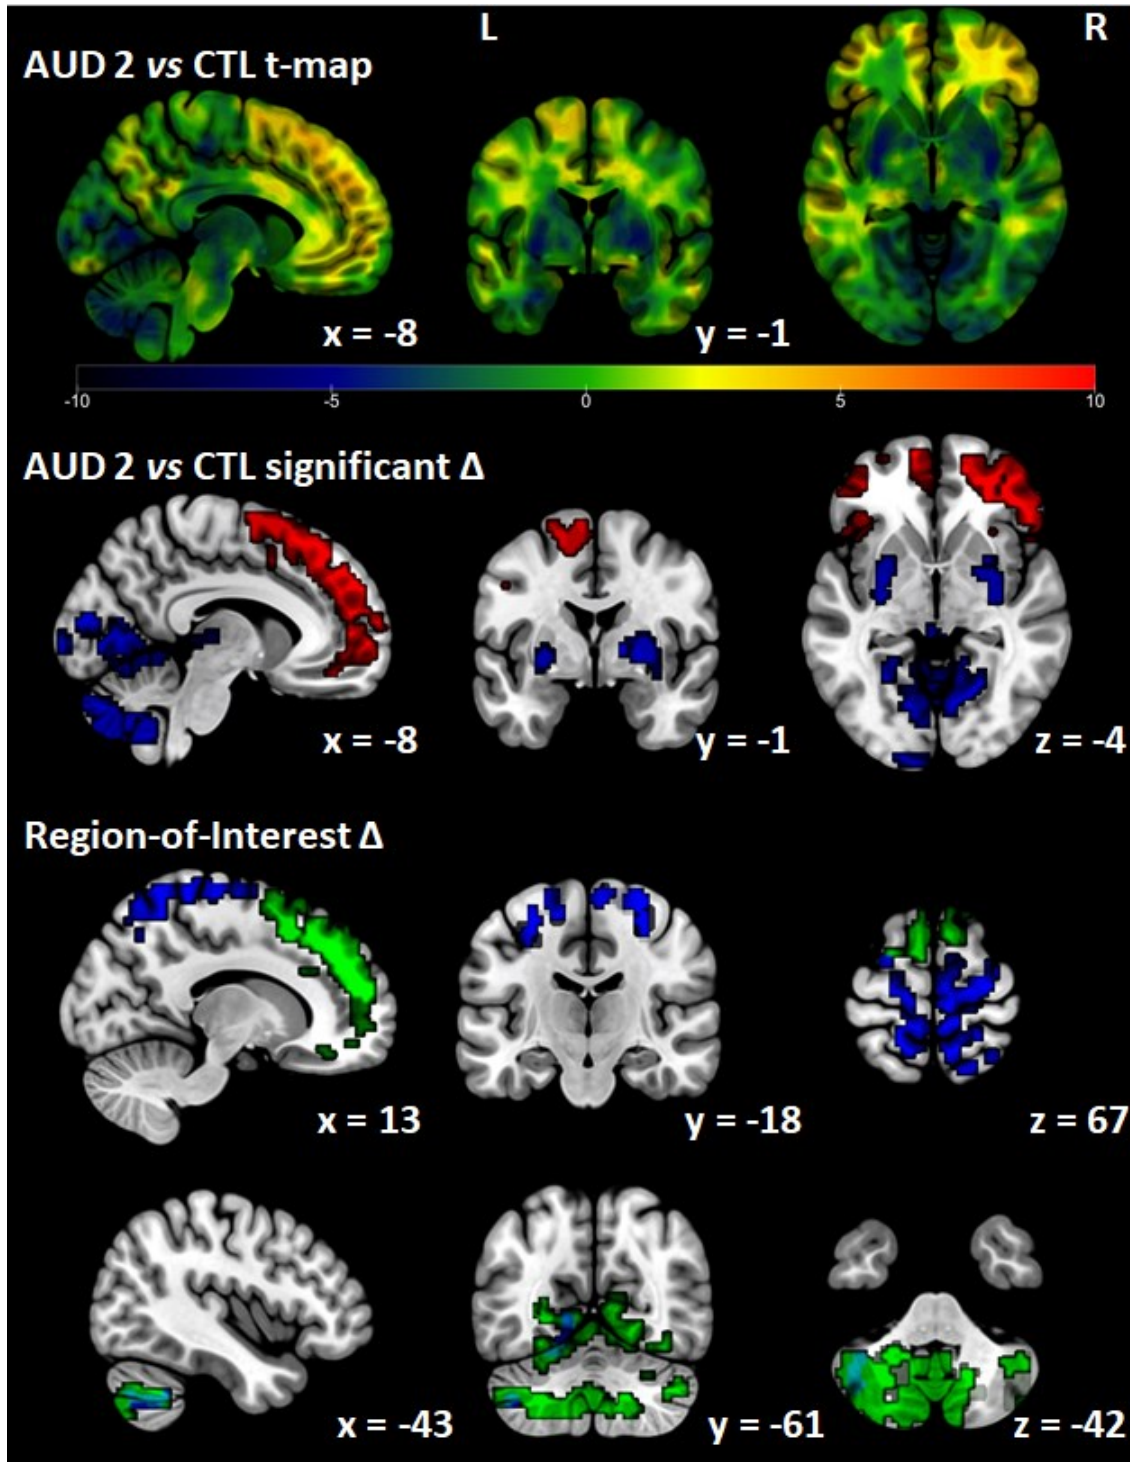 L R
AUD 2 vs CTL t-map
x = -8 y = -1
-10 -5 0 5 10
AUD 2 vs CTL significant Δ
x = -8 y = -1 z = -4
Region-of-Interest Δ
x = 13 y = -18 z = 67
x = -43 y = -61 z = -42